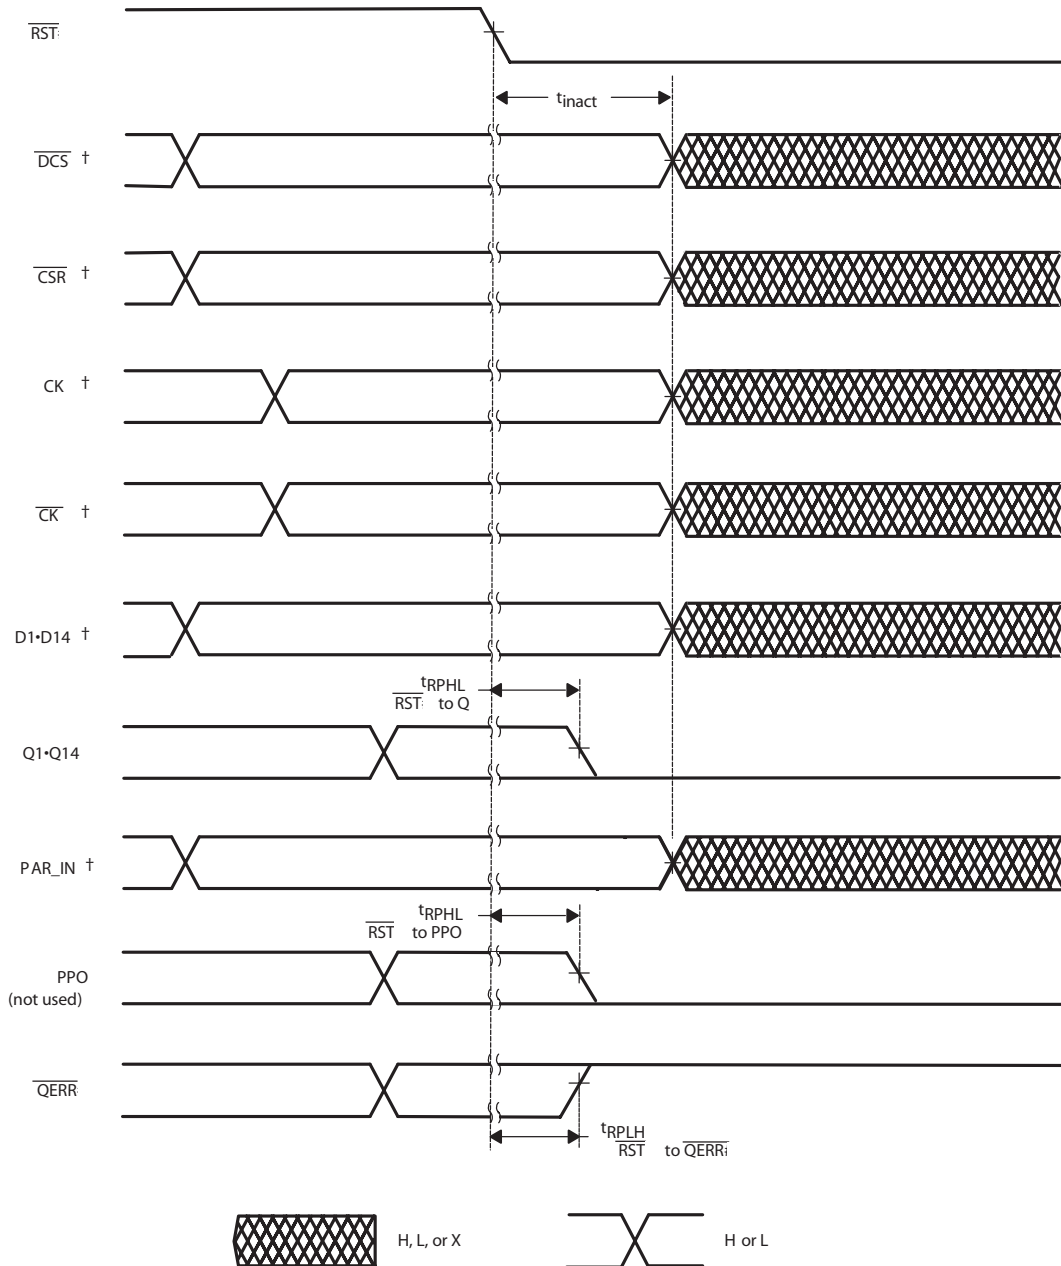 RST
tinact
DCS †
CSR †
CK †
CK †
D1•D14 †
tRPHL
RST to Q
Q1•Q14
PAR_IN †
tRPHL
RST to PPO
PPO
(not used)
QERR
tRPLH
RST to QERR
H, L, or X
H or L